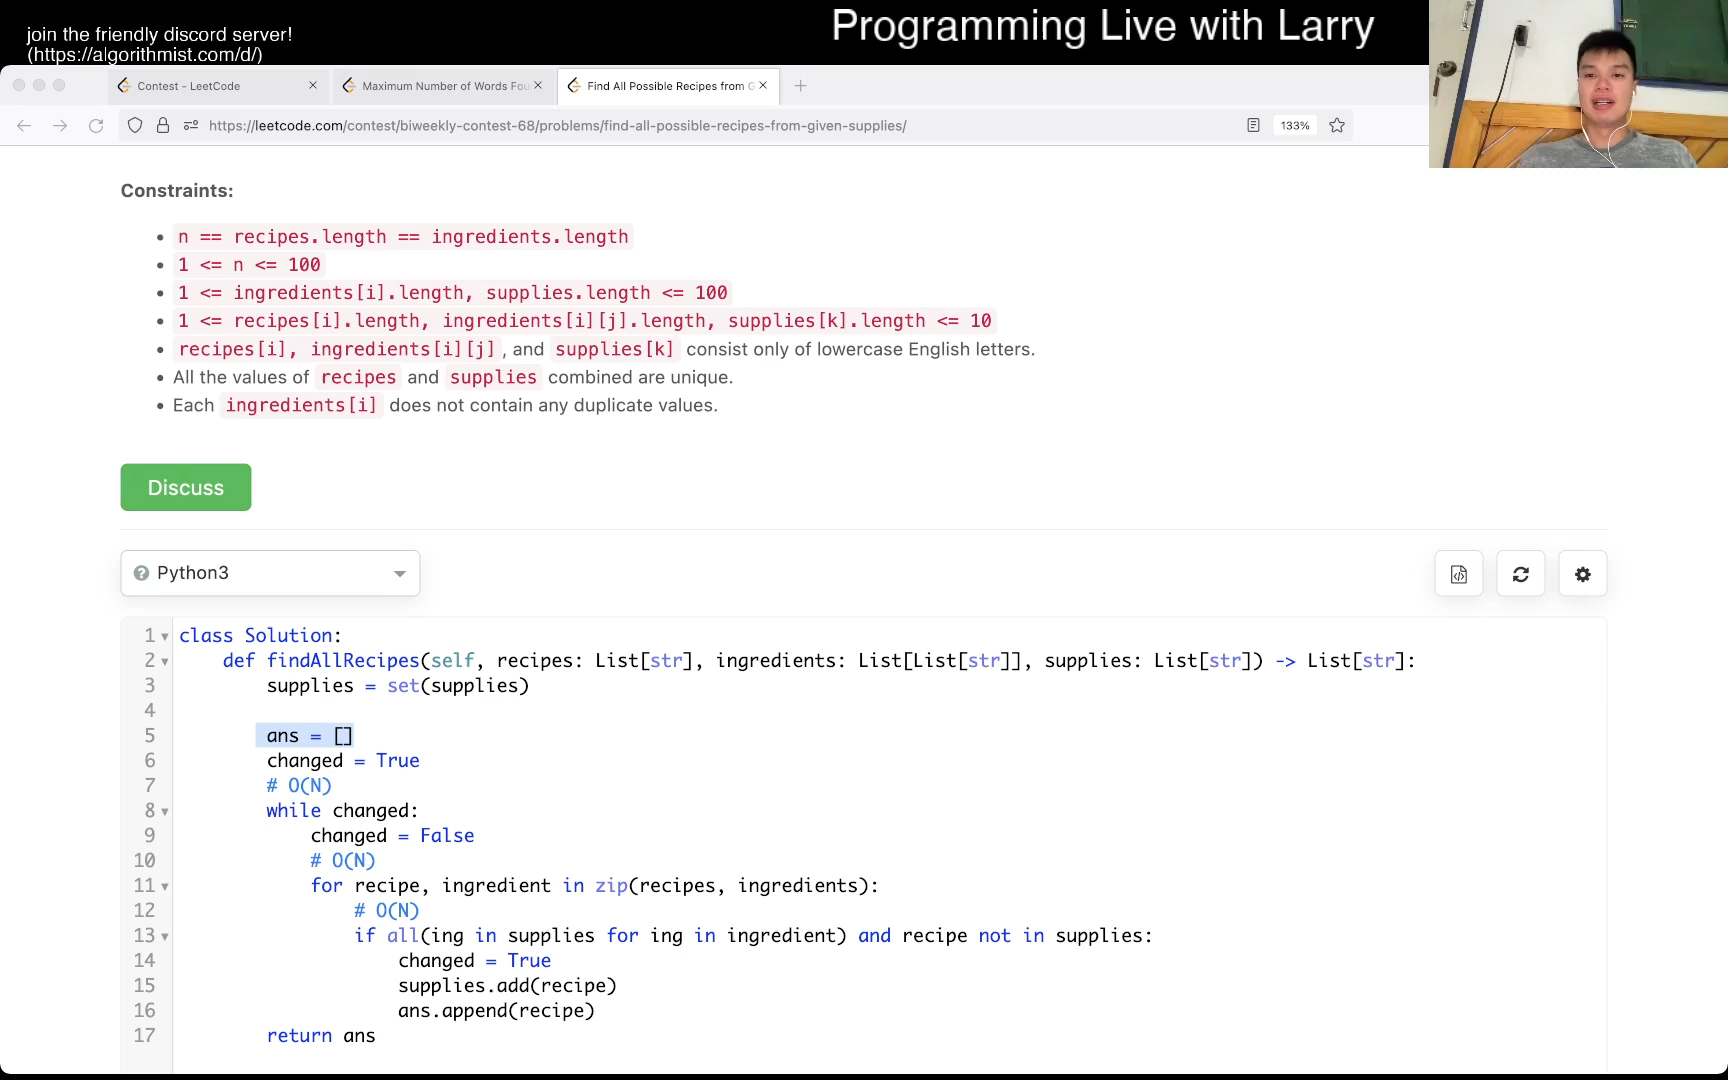 join the friendly discord server!
(https://algorithmist.com/d/)
Programming Live with Larry
Contest - LeetCode
Maximum Number of Words Fou
Find All Possible Recipes from G
https://leetcode.com/contest/biweekly-contest-68/problems/find-all-possible-recipes-from-given-supplies/
133%
Constraints:
n == recipes.length == ingredients.length
1 <= n <= 100
1 <= ingredients[i].length, supplies.length <= 100
1 <= recipes[i].length, ingredients[i][j].length, supplies[k].length <= 10
recipes[i], ingredients[i][j], and supplies[k] consist only of lowercase English letters.
All the values of recipes and supplies combined are unique.
Each ingredients[i] does not contain any duplicate values.
Discuss
Python3
1 class Solution:
2     def findAllRecipes(self, recipes: List[str], ingredients: List[List[str]], supplies: List[str]) -> List[str]:
3         supplies = set(supplies)
4
5         ans = []
6         changed = True
7         # O(N)
8         while changed:
9             changed = False
10             # O(N)
11             for recipe, ingredient in zip(recipes, ingredients):
12                 # O(N)
13                 if all(ing in supplies for ing in ingredient) and recipe not in supplies:
14                     changed = True
15                     supplies.add(recipe)
16                     ans.append(recipe)
17         return ans